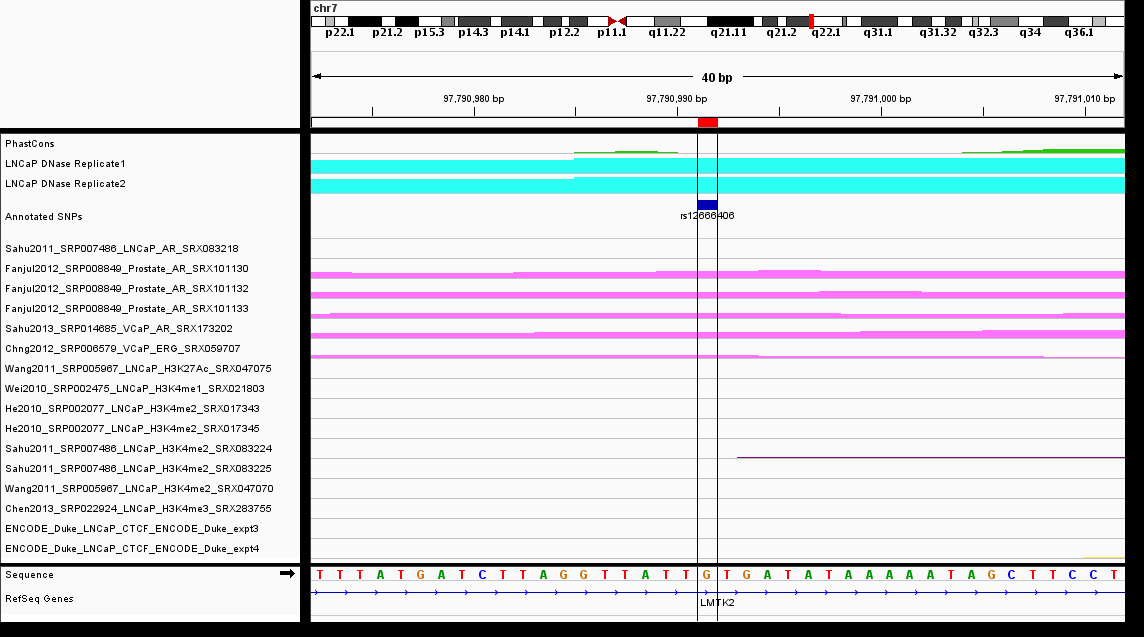 chr7
p22.1 p21.2 p15.3 p14.3 p14.1 p12.2 p11.1 q11.22 q21.11 q21.2 q22.1 q31.1 q31.32 q32.3 q34 q36.1
40 bp
97,790,980 bp 97,790,990 bp 97,791,000 bp 97,791,010 bp
PhastCons
LNCaP DNase Replicate1
LNCaP DNase Replicate2
Annotated SNPs
rs12666406
Sahu2011_SRP007486_LNCaP_AR_SRX083218
Fanjul2012_SRP008849_Prostate_AR_SRX101130
Fanjul2012_SRP008849_Prostate_AR_SRX101132
Fanjul2012_SRP008849_Prostate_AR_SRX101133
Sahu2013_SRP014685_VCaP_AR_SRX173202
Chng2012_SRP006579_VCaP_ERG_SRX059707
Wang2011_SRP005967_LNCaP_H3K27Ac_SRX047075
Wei2010_SRP002475_LNCaP_H3K4me1_SRX021803
He2010_SRP002077_LNCaP_H3K4me2_SRX017343
He2010_SRP002077_LNCaP_H3K4me2_SRX017345
Sahu2011_SRP007486_LNCaP_H3K4me2_SRX083224
Sahu2011_SRP007486_LNCaP_H3K4me2_SRX083225
Wang2011_SRP005967_LNCaP_H3K4me2_SRX047070
Chen2013_SRP022924_LNCaP_H3K4me3_SRX283755
ENCODE_Duke_LNCaP_CTCF_ENCODE_Duke_expt3
ENCODE_Duke_LNCaP_CTCF_ENCODE_Duke_expt4
Sequence T T T A T G A T C T T A G G T T A T T G T G A T A T A A A A A T A G C T T C C T
RefSeq Genes
LMTK2